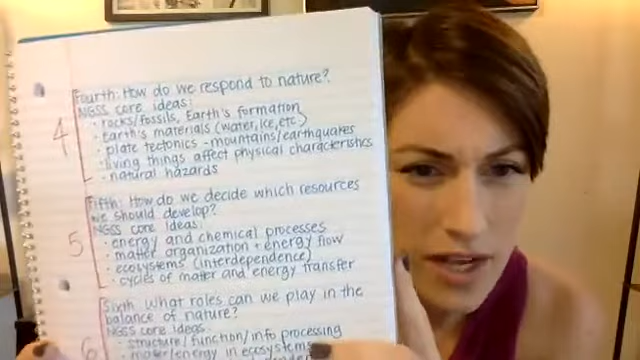 Fourth: How do we respond to nature?
NGSS core ideas:
• rocks/fossils, Earth's formation
4
• earth's materials (water, ice, etc.)
• plate tectonics - mountains/earthquakes
• living things affect physical characteristics
• natural hazards
Fifth: How do we decide which resources
we should develop?
NGSS core ideas:
5
• energy and chemical processes
• matter organization + energy flow
• ecosystems (interdependence)
• cycles of matter and energy transfer
Sixth: What roles can we play in the
balance of nature?
NGSS core ideas:
6
• structure/function/info processing
• matter/energy in ecosystems